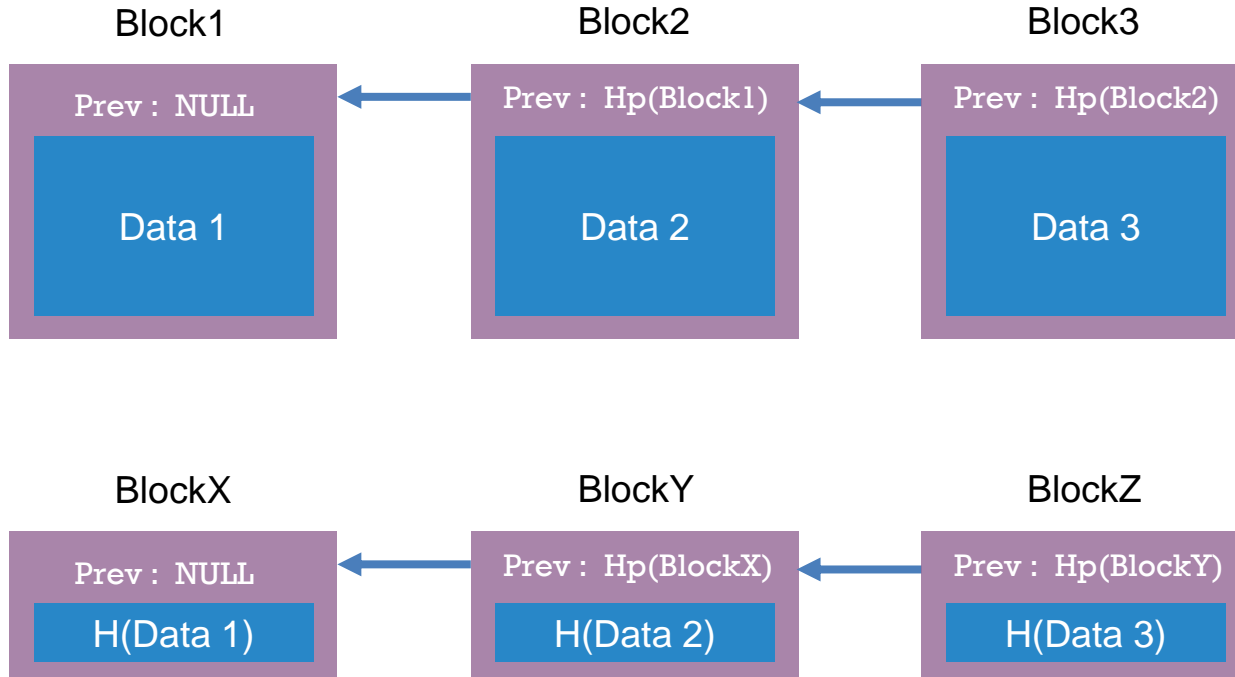 Block1 Block2 Block3
Prev : NULL Prev : Hp(Block1) Prev : Hp(Block2)
Data 1 Data 2 Data 3
BlockX BlockY BlockZ
Prev : NULL Prev : Hp(BlockX) Prev : Hp(BlockY)
H(Data 1) H(Data 2) H(Data 3)